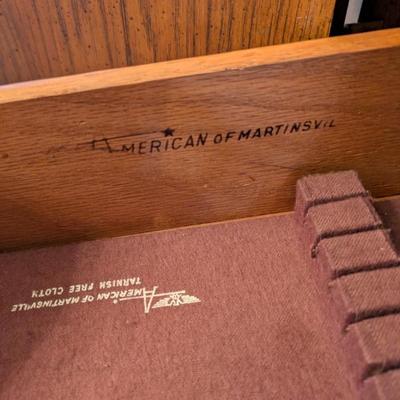 AMERICAN OF MARTINSVIL
AMERICAN OF MARTINSVILLE
TARNISH FREE CLOTH